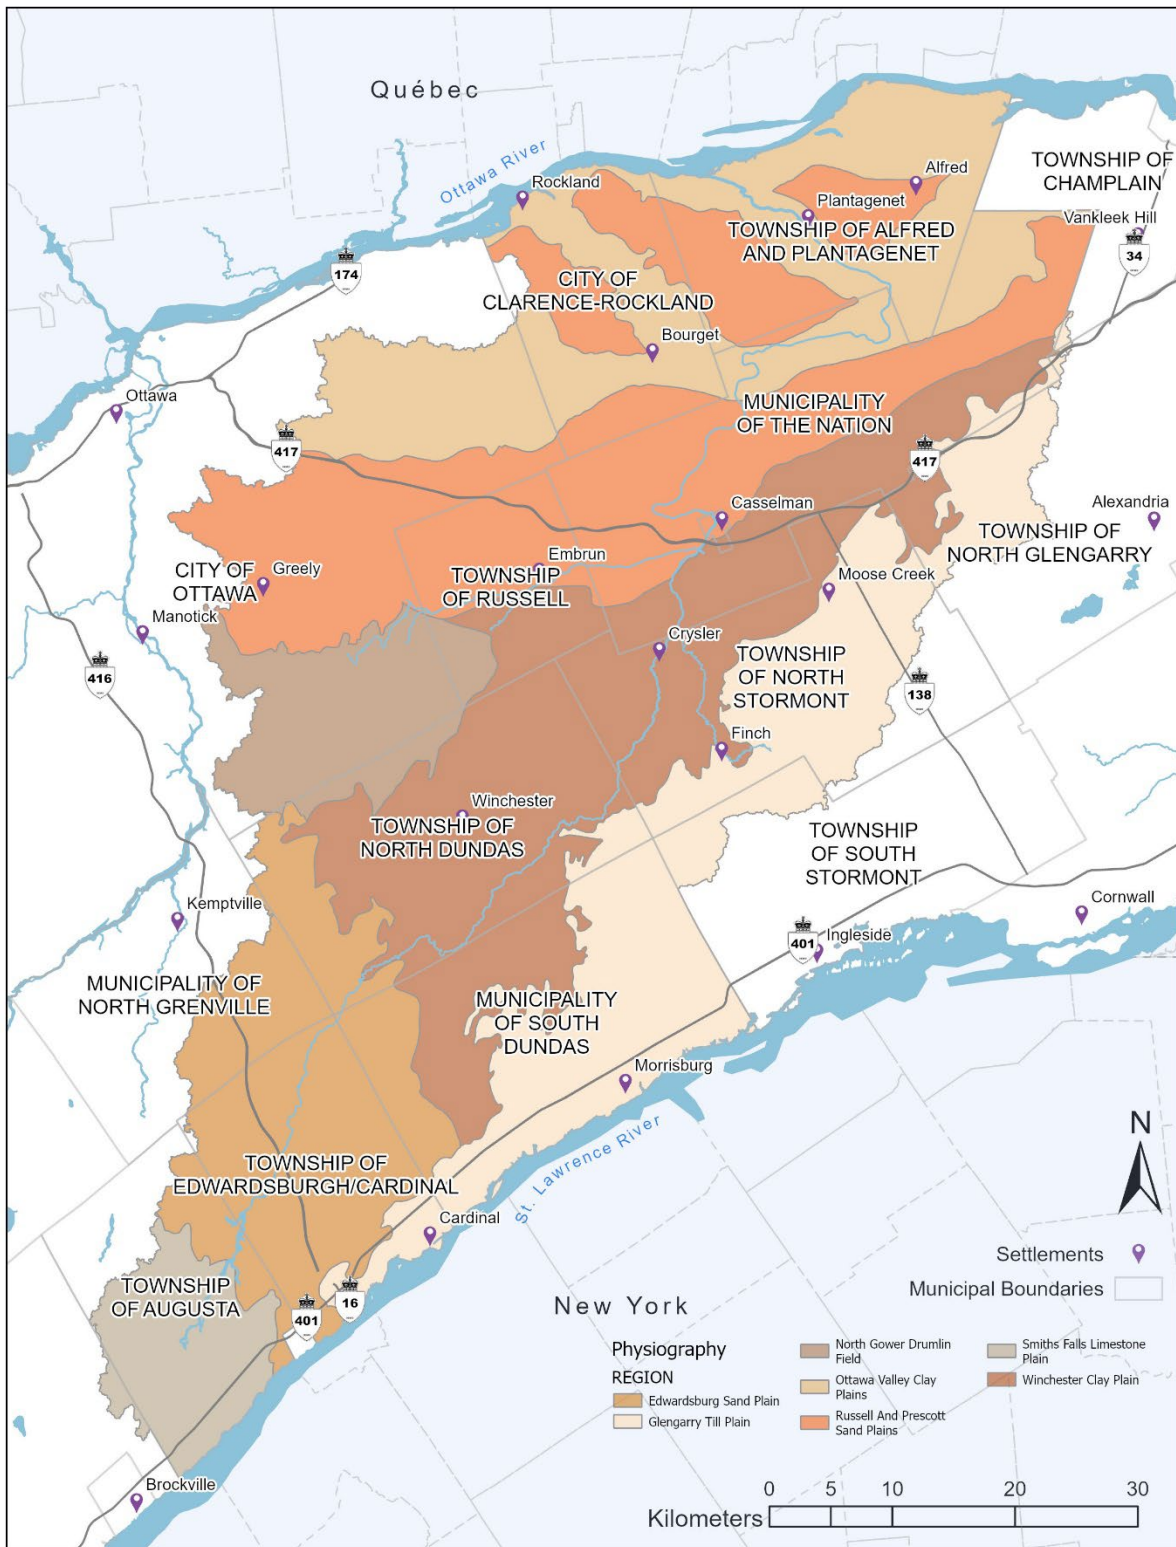 Québec
Ottawa River
Rockland
Alfred
TOWNSHIP OF
CHAMPLAIN
Plantagenet
Vankleek Hill
TOWNSHIP OF ALFRED
AND PLANTAGENET
34
174
CITY OF
CLARENCE-ROCKLAND
Bourget
Ottawa
MUNICIPALITY
OF THE NATION
417
417
Casselman
Alexandria
TOWNSHIP OF
NORTH GLENGARRY
Embrun
CITY OF
OTTAWA
Greely
TOWNSHIP
OF RUSSELL
Moose Creek
Manotick
Crysler
416
TOWNSHIP
OF NORTH
STORMONT
138
Finch
Winchester
TOWNSHIP OF
NORTH DUNDAS
TOWNSHIP
OF SOUTH
STORMONT
Kemptville
Cornwall
401
Ingleside
MUNICIPALITY OF
NORTH GRENVILLE
MUNICIPALITY
OF SOUTH
DUNDAS
Morrisburg
St. Lawrence River
N
TOWNSHIP OF
EDWARDSBURGH/CARDINAL
Cardinal
Settlements
TOWNSHIP
OF AUGUSTA
Municipal Boundaries
16
401
New York
Physiography
REGION
Edwardsburg Sand Plain
Glengarry Till Plain
North Gower Drumlin
Field
Ottawa Valley Clay
Plains
Russell And Prescott
Sand Plains
Smiths Falls Limestone
Plain
Winchester Clay Plain
Brockville
0 5 10 20 30
Kilometers